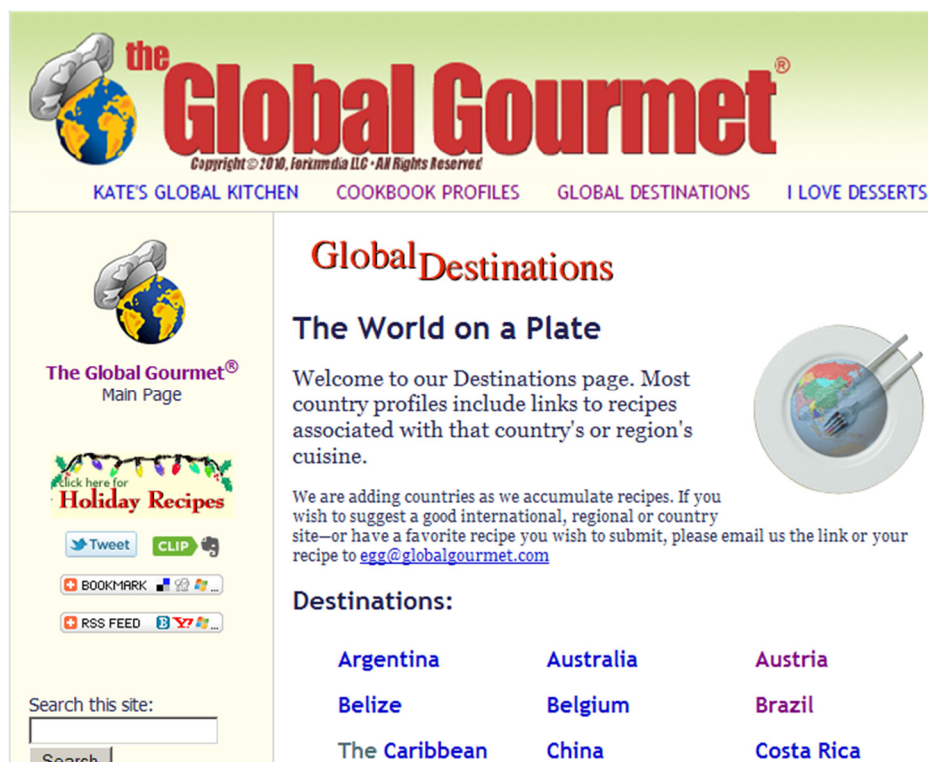 the
Global Gourmet®
Copyright © 2010, Forkmedia LLC • All Rights Reserved
KATE'S GLOBAL KITCHEN COOKBOOK PROFILES GLOBAL DESTINATIONS I LOVE DESSERTS
The Global Gourmet®
Main Page
click here for
Holiday Recipes
Tweet CLIP
BOOKMARK ...
RSS FEED B Y! ...
Search this site:
Search
Global Destinations
The World on a Plate
Welcome to our Destinations page. Most
country profiles include links to recipes
associated with that country's or region's
cuisine.
We are adding countries as we accumulate recipes. If you
wish to suggest a good international, regional or country
site—or have a favorite recipe you wish to submit, please email us the link or your
recipe to egg@globalgourmet.com
Destinations:
Argentina Australia Austria
Belize Belgium Brazil
The Caribbean China Costa Rica